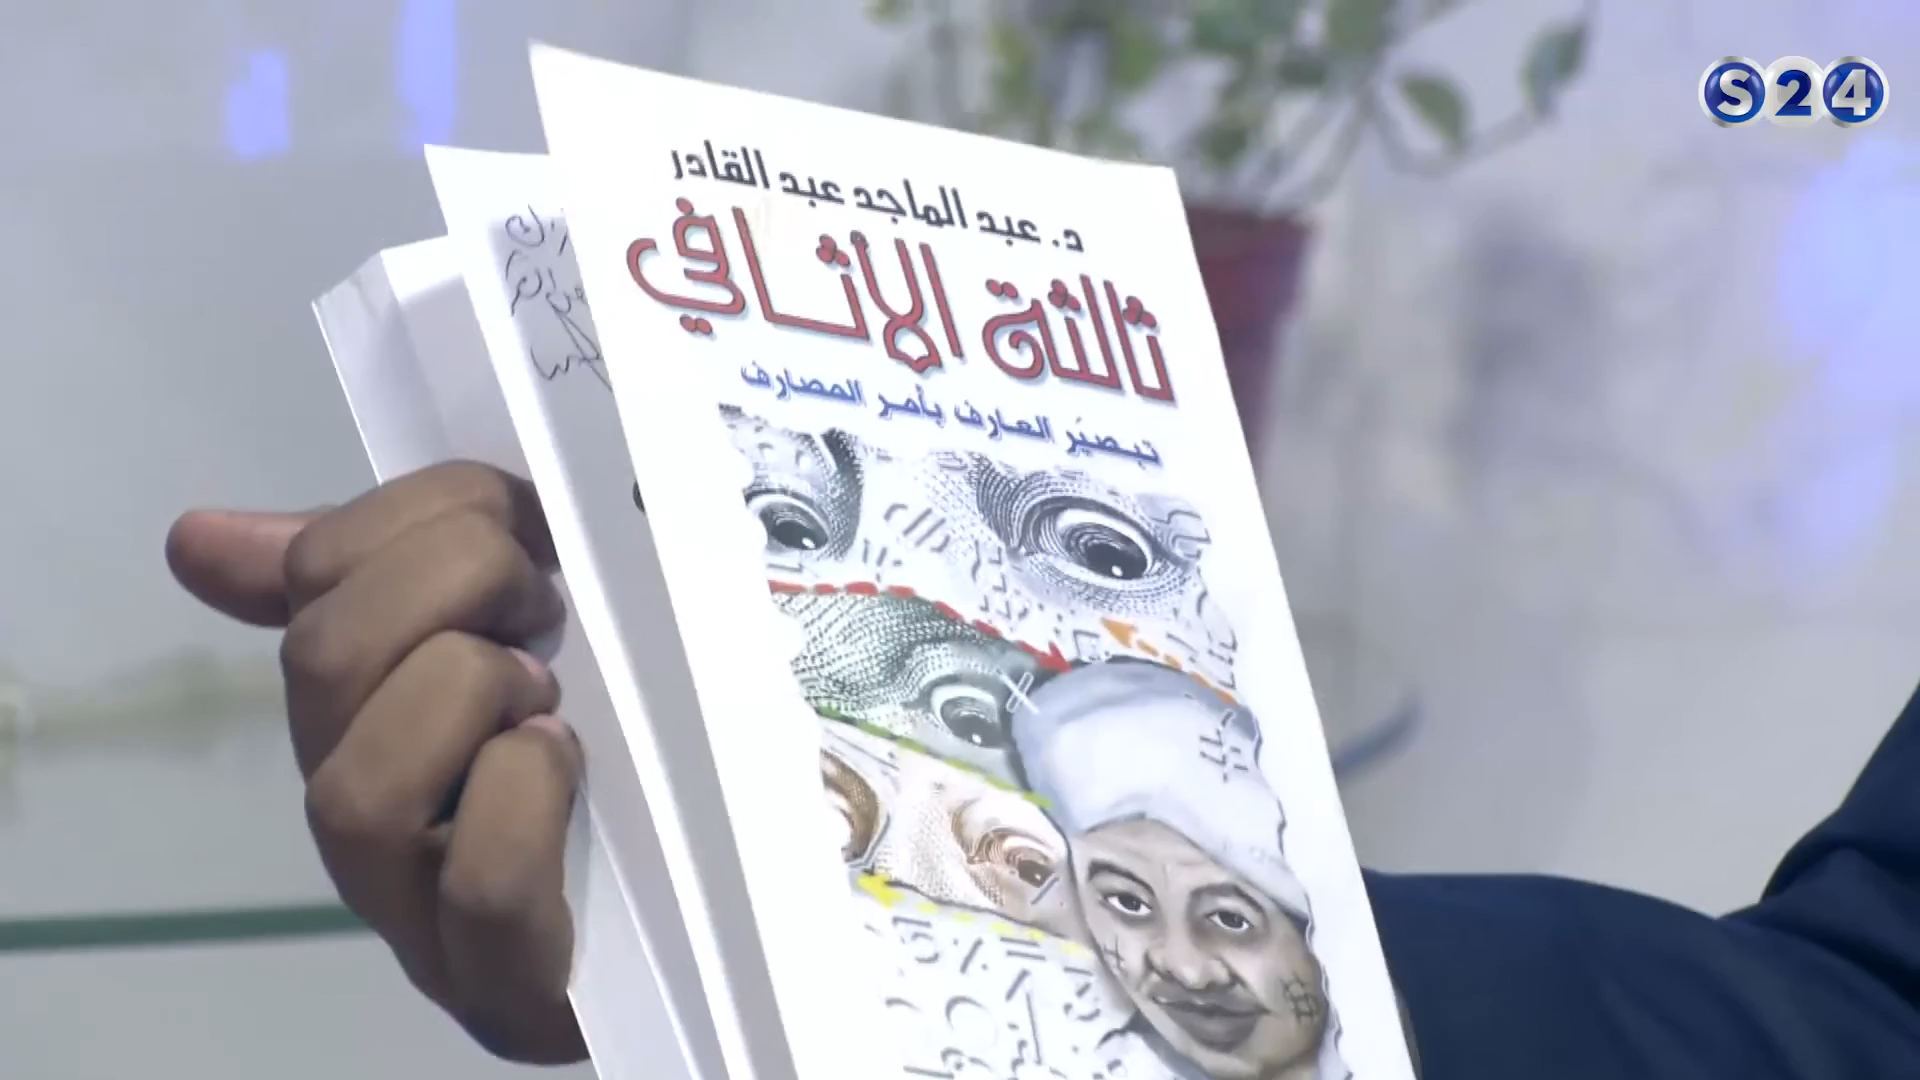 S24
د. عبد الماجد عبد القادر
ثالثة الأثافي
تبصير العارف بأمر المصارف